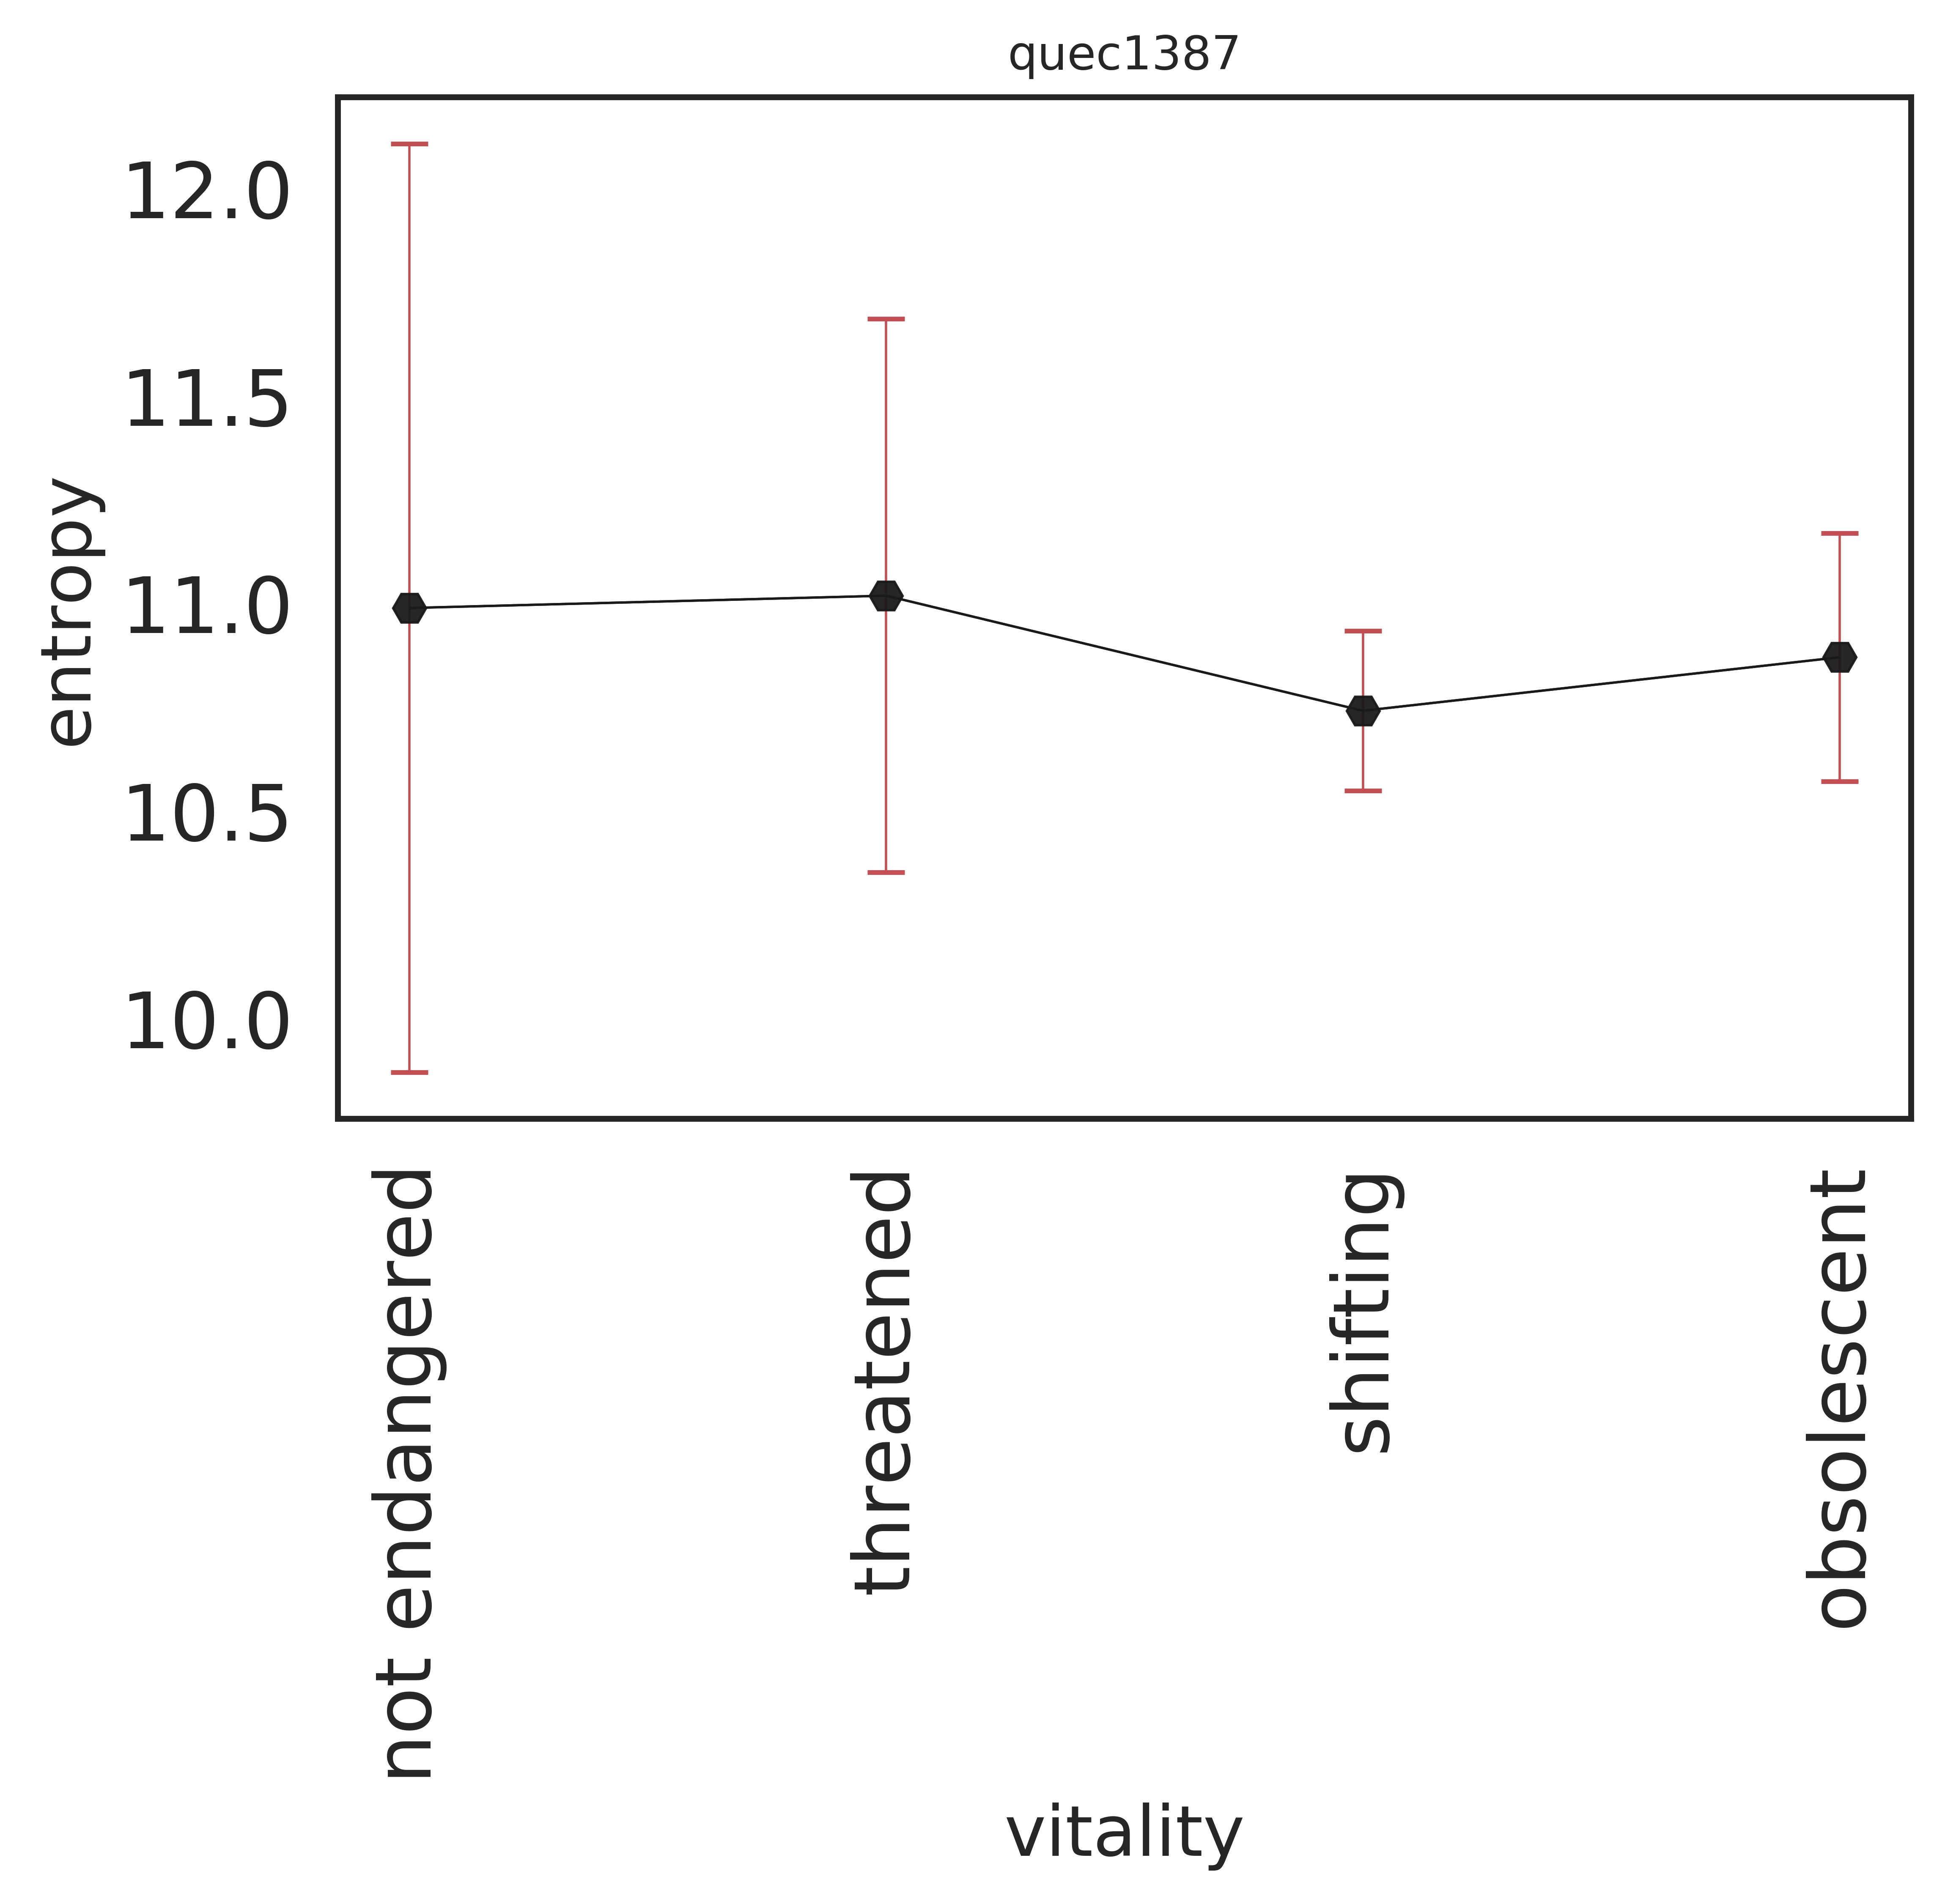 quec1387
12.0
11.5
11.0
10.5
10.0
entropy
not endangered
threatened
shifting
obsolescent
vitality